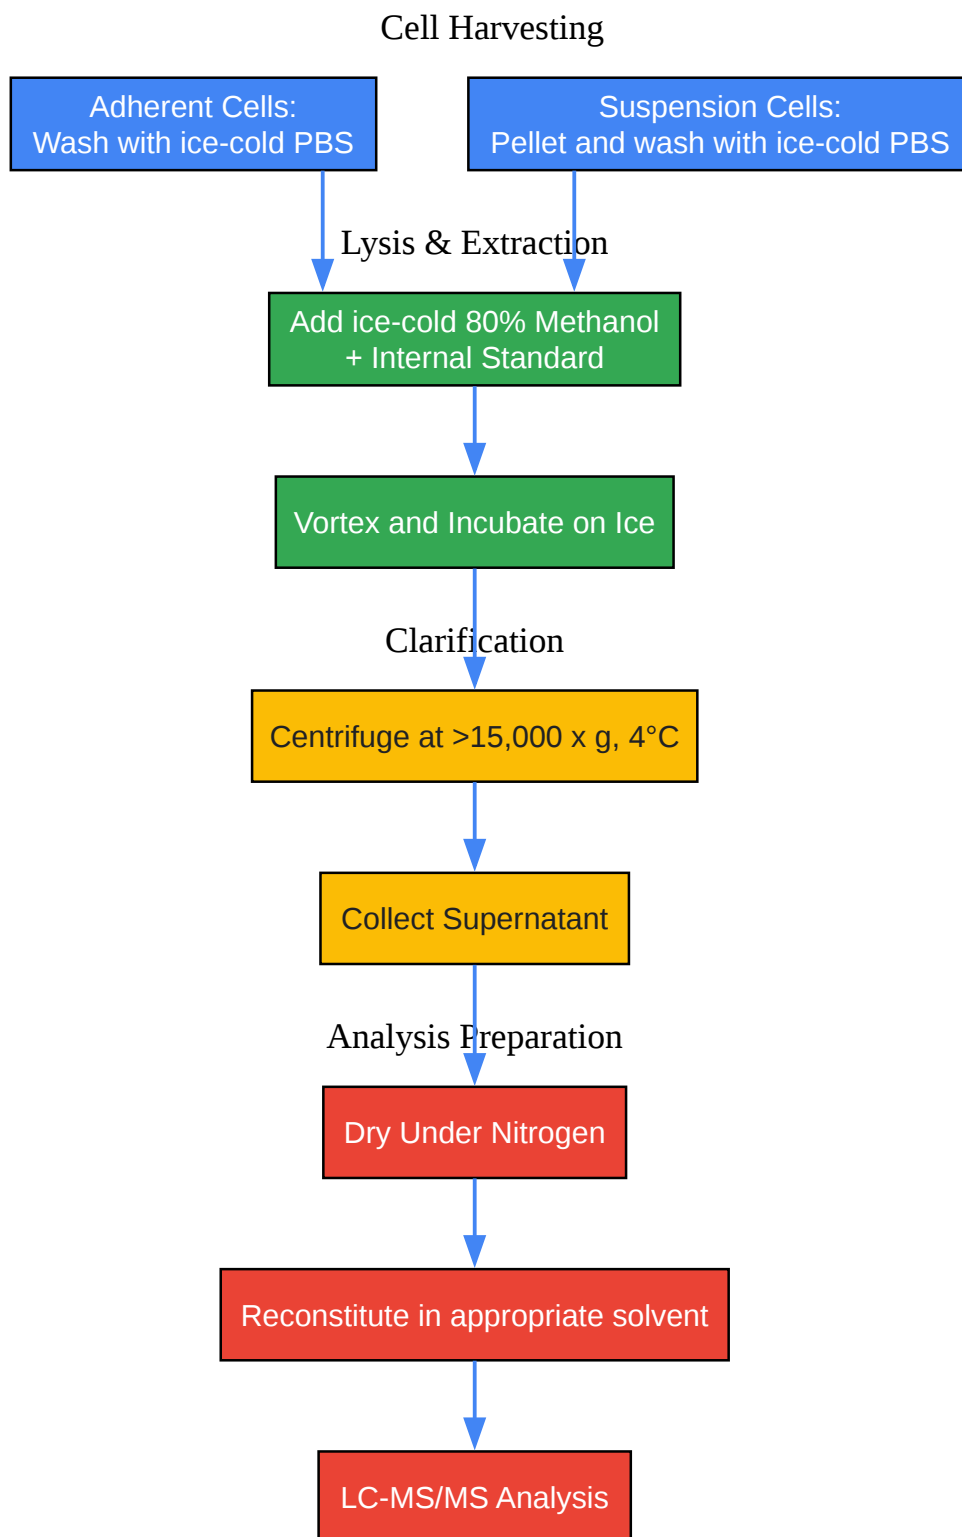 Cell Harvesting
Adherent Cells:
Wash with ice-cold PBS
Suspension Cells:
Pellet and wash with ice-cold PBS
Lysis & Extraction
Add ice-cold 80% Methanol
+ Internal Standard
Vortex and Incubate on Ice
Clarification
Centrifuge at >15,000 x g, 4°C
Collect Supernatant
Analysis Preparation
Dry Under Nitrogen
Reconstitute in appropriate solvent
LC-MS/MS Analysis